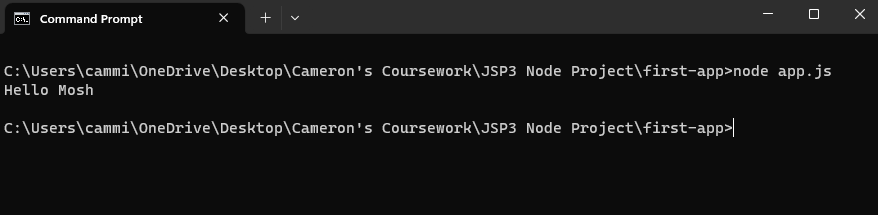 Command Prompt
C:\Users\cammi\OneDrive\Desktop\Cameron's Coursework\JSP3 Node Project\first-app>node app.js
Hello Mosh
C:\Users\cammi\OneDrive\Desktop\Cameron's Coursework\JSP3 Node Project\first-app>